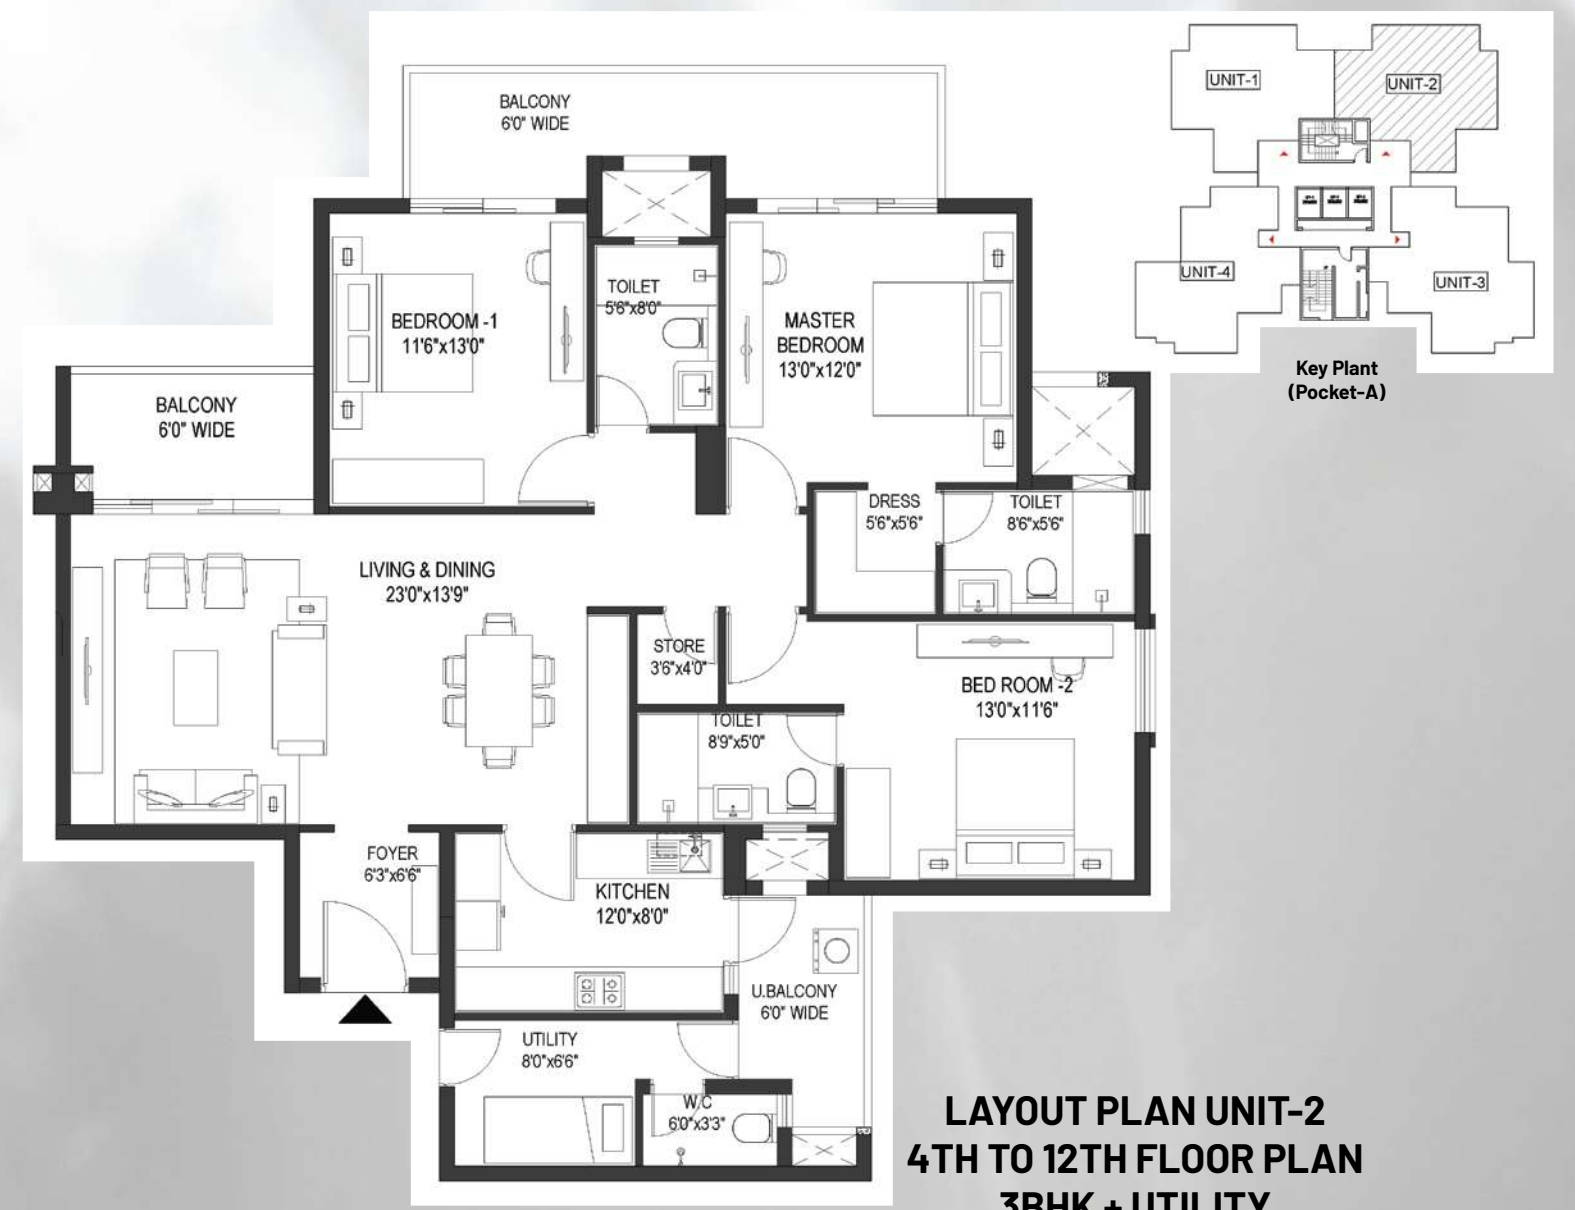 BALCONY
6'0" WIDE
UNIT-1
UNIT-2
UNIT-4
UNIT-3
Key Plant
(Pocket-A)
TOILET
5'6"x8'0"
BEDROOM -1
11'6"x13'0"
MASTER
BEDROOM
13'0"x12'0"
BALCONY
6'0" WIDE
DRESS
5'6"x5'6"
TOILET
8'6"x5'6"
LIVING & DINING
23'0"x13'9"
STORE
3'6"x4'0"
BED ROOM -2
13'0"x11'6"
TOILET
8'9"x5'0"
FOYER
6'3"x6'6"
KITCHEN
12'0"x8'0"
U.BALCONY
6'0" WIDE
UTILITY
8'0"x6'6"
W/C
6'0"x3'3"
LAYOUT PLAN UNIT-2
4TH TO 12TH FLOOR PLAN
3BHK + UTILITY